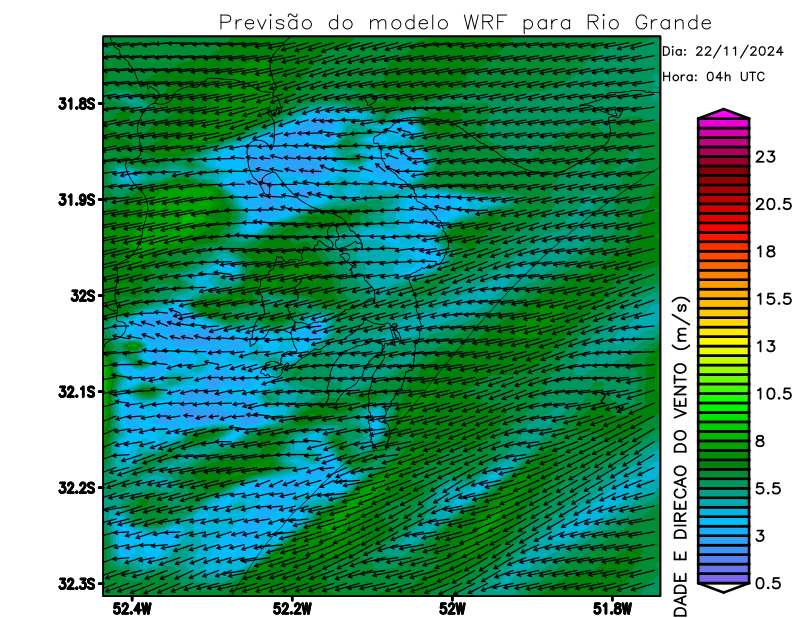 Previsão do modelo WRF para Rio Grande
Dia: 22/11/2024
Hora: 04h UTC
31.8S
31.9S
32S
32.1S
32.2S
32.3S
52.4W
52.2W
52W
51.8W
DADE E DIRECAO DO VENTO (m/s)
23
20.5
18
15.5
13
10.5
8
5.5
3
0.5